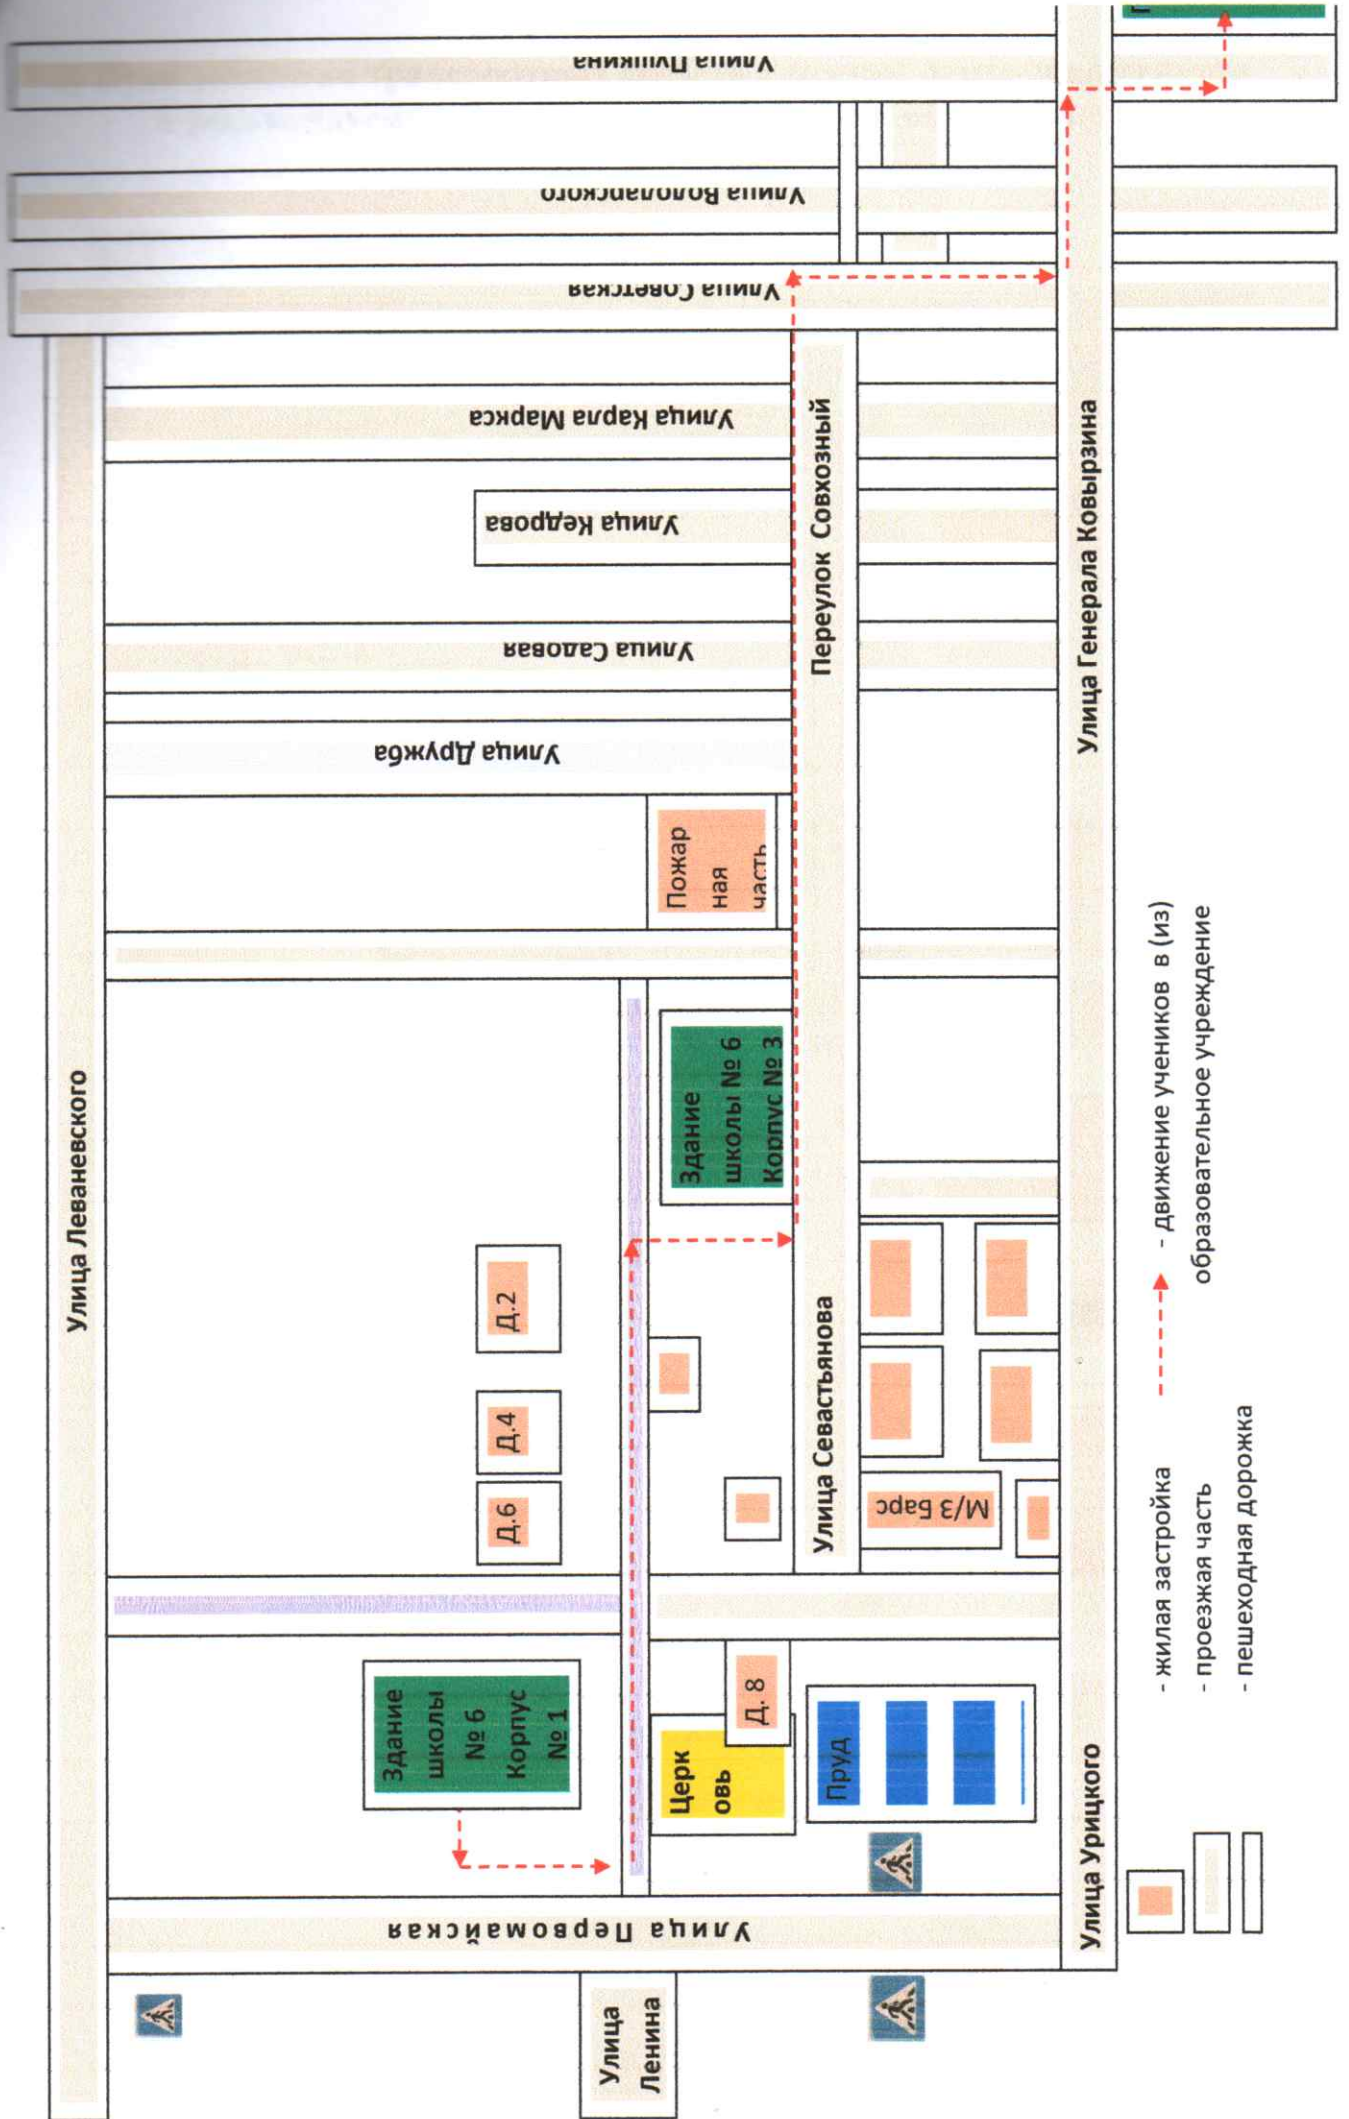 Улица Леваневского
Улица Пушкина
Улица Володарского
Улица Советская
Улица Карла Маркса
Улица Кедрова
Улица Садовая
Улица Дружба
Пожар
ная
часть
Переулок Совхозный
Здание
школы № 6
Корпус № 3
Д.2
Д.4
Д.6
Улица Севастьянова
М/З Барс
Здание
школы
№ 6
Корпус
№ 1
Церк
овь
Д. 8
Пруд
Улица Первомайская
Улица
Ленина
Улица Урицкого
Улица Генерала Ковырзина
- жилая застройка
- проезжая часть
- пешеходная дорожка
- движение учеников в (из)
образовательное учреждение